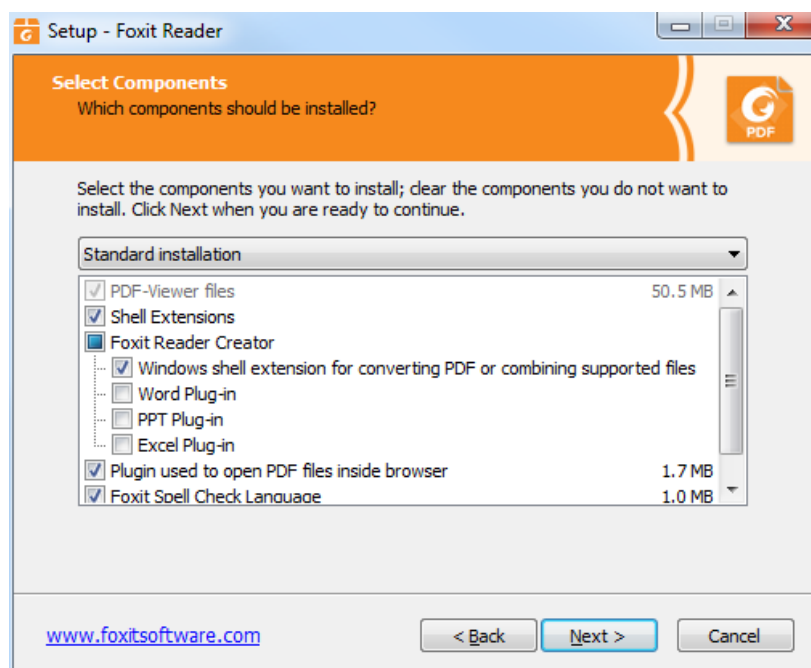 Setup - Foxit Reader
Select Components
Which components should be installed?
PDF
Select the components you want to install; clear the components you do not want to
install. Click Next when you are ready to continue.
Standard installation
PDF-Viewer files 50.5 MB
Shell Extensions
Foxit Reader Creator
Windows shell extension for converting PDF or combining supported files
Word Plug-in
PPT Plug-in
Excel Plug-in
Plugin used to open PDF files inside browser 1.7 MB
Foxit Spell Check Language 1.0 MB
www.foxitsoftware.com < Back Next > Cancel